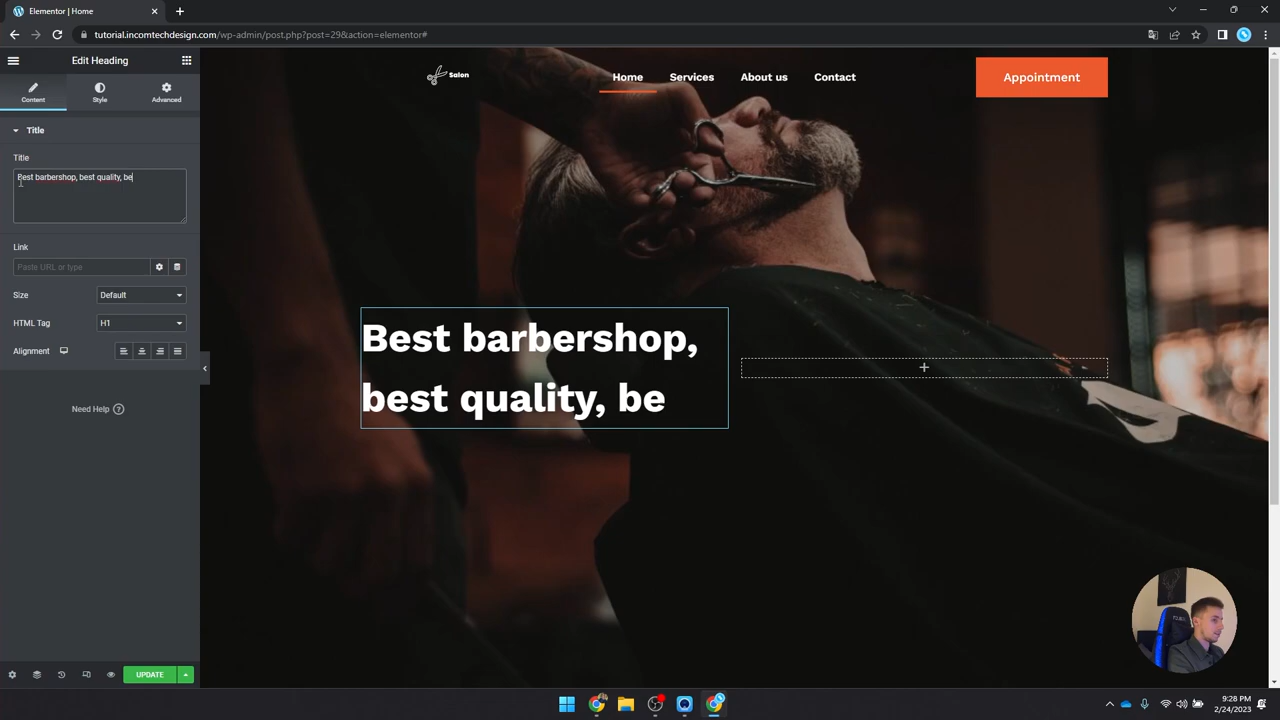 Elementor | Home
tutorial.incomtechdesign.com/wp-admin/post.php?post=29&action=elementor#
Edit Heading
Content
Style
Advanced
Title
Title
Best barbershop, best quality, be
Link
Paste URL or type
Size
Default
HTML Tag
H1
Alignment
Need Help
UPDATE
Salon
Home
Services
About us
Contact
Appointment
Best barbershop,
best quality, be
9:28 PM
2/24/2023